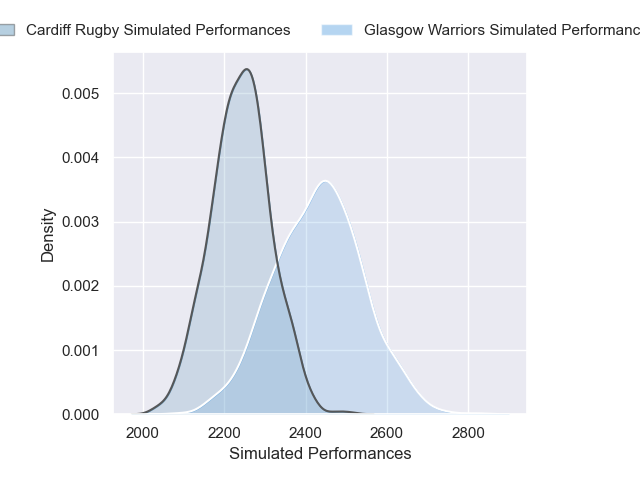 Cardiff Rugby Simulated Performances Glasgow Warriors Simulated Performanc
0.005
0.004
0.003
0.002
0.001
0.000
Density
2000 2200 2400 2600 2800
Simulated Performances